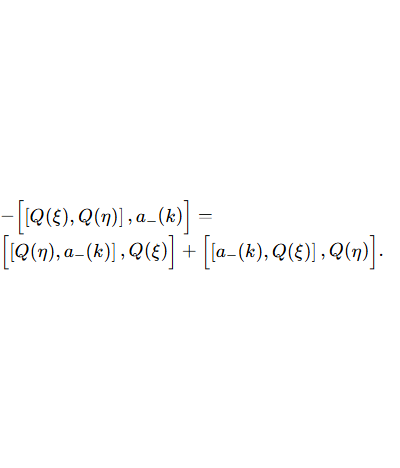 −[[Q(ξ), Q(η)], a₋(k)] =
[[Q(η), a₋(k)], Q(ξ)] + [[a₋(k), Q(ξ)], Q(η)].